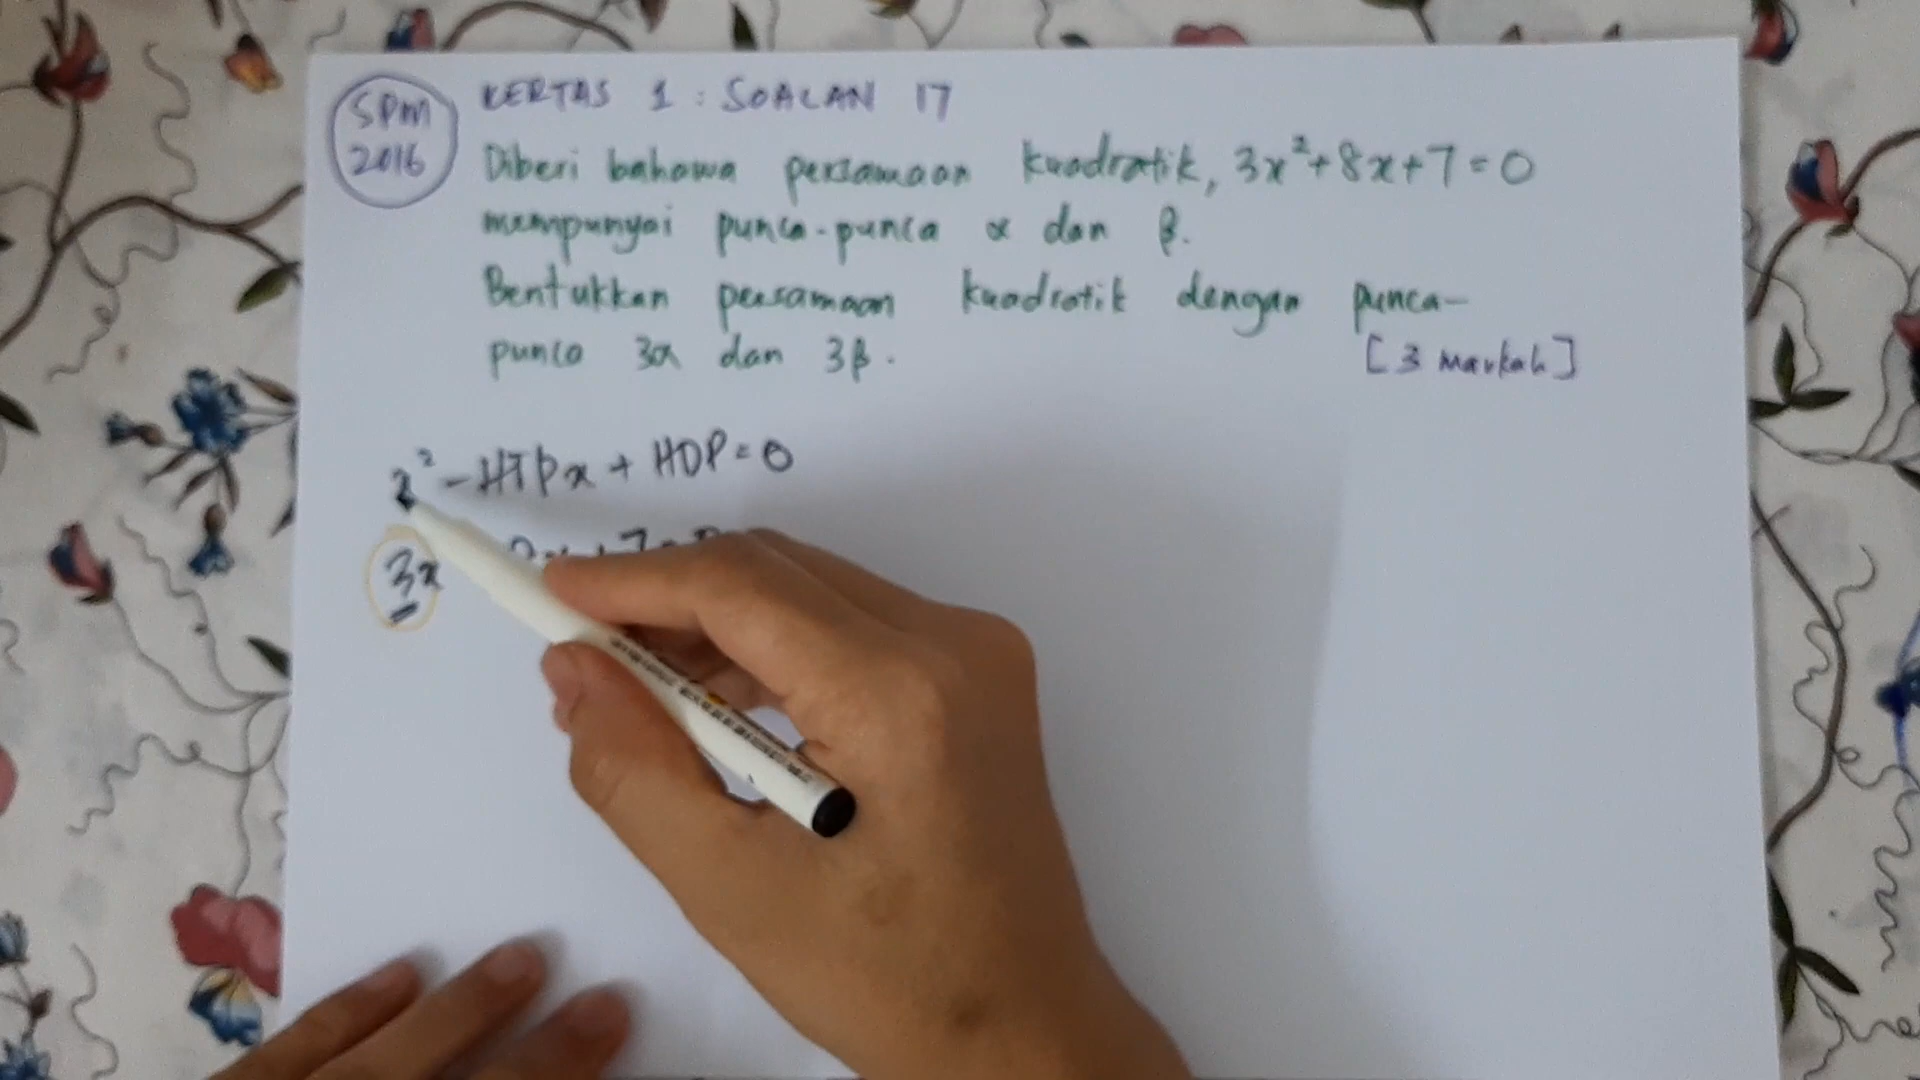 SPM
2016
KERTAS 1 : SOALAN 17
Diberi bahawa persamaan kuadratik, 3x²+8x+7=0
mempunyai punca-punca α dan β.
Bentukkan persamaan kuadratik dengan punca-
punca 3α dan 3β.
[3 markah]
x² - HTPx + HDP = 0
3x